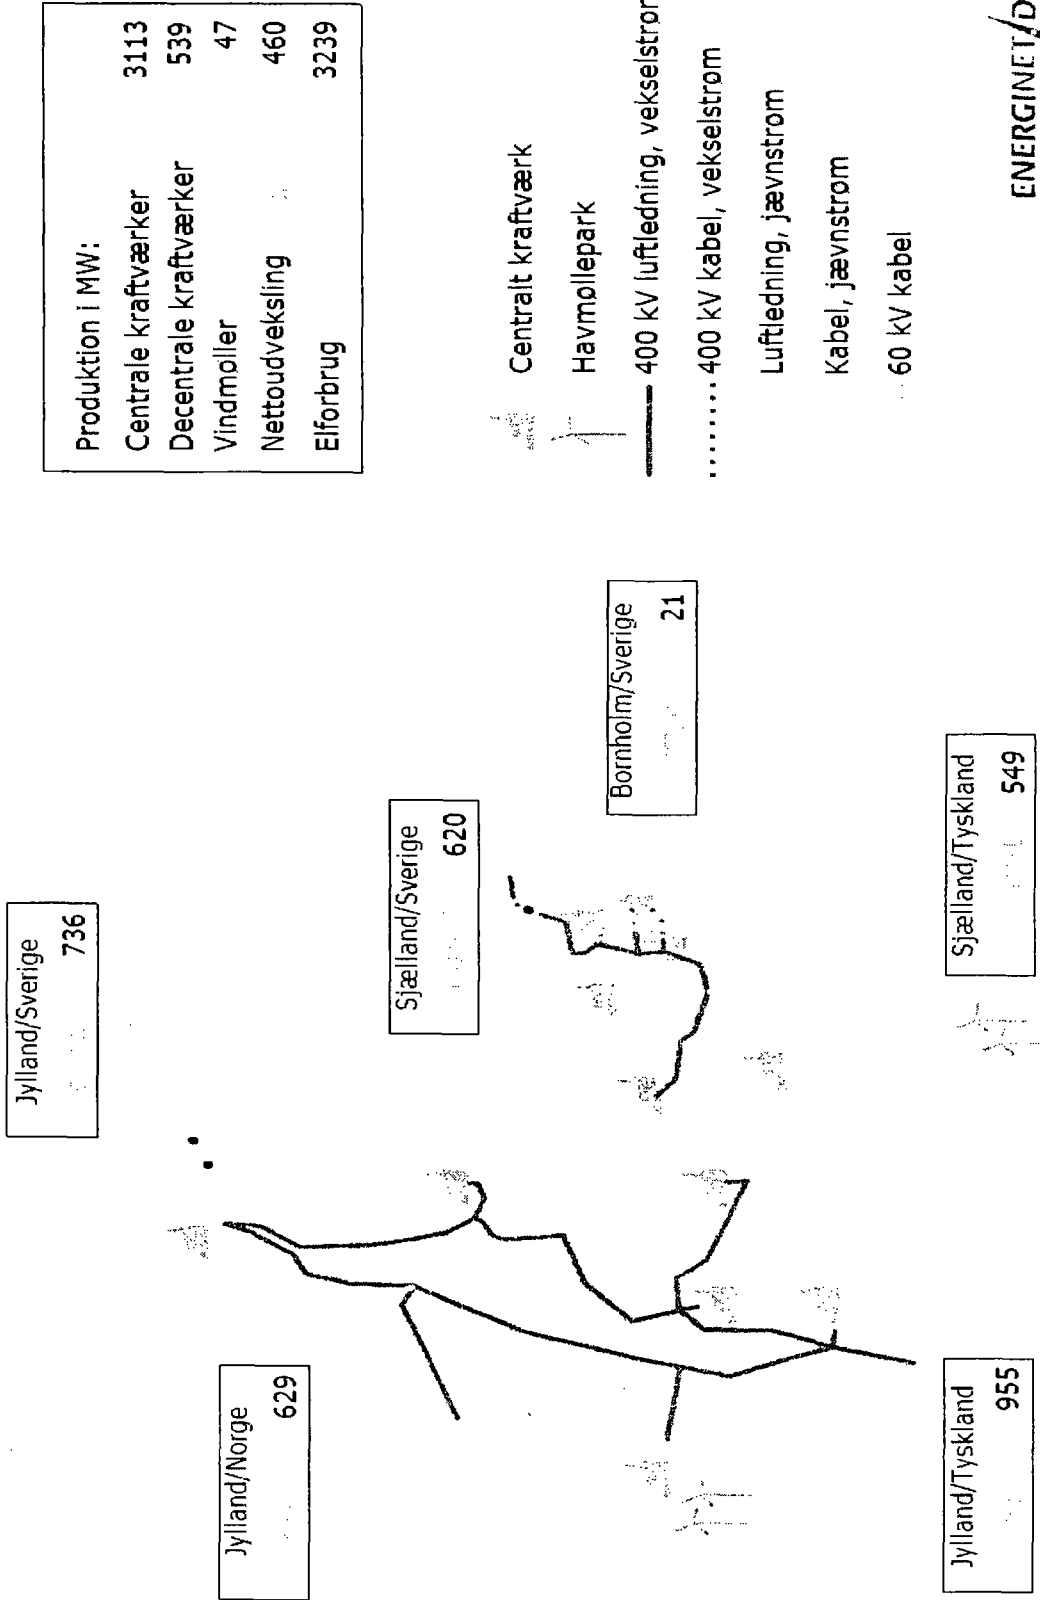 Produktion i MW:
Centrale kraftværker 3113
Decentrale kraftværker 539
Vindmøller 47
Nettoudveksling 460
Elforbrug 3239
Jylland/Sverige
736
Sjælland/Sverige
620
Bornholm/Sverige
21
Jylland/Norge
629
Jylland/Tyskland
955
Sjælland/Tyskland
549
Centralt kraftværk
Havmøllepark
400 kV luftledning, vekselstrøm
400 kV kabel, vekselstrøm
Luftledning, jævnstrøm
Kabel, jævnstrøm
60 kV kabel
ENERGINET/D